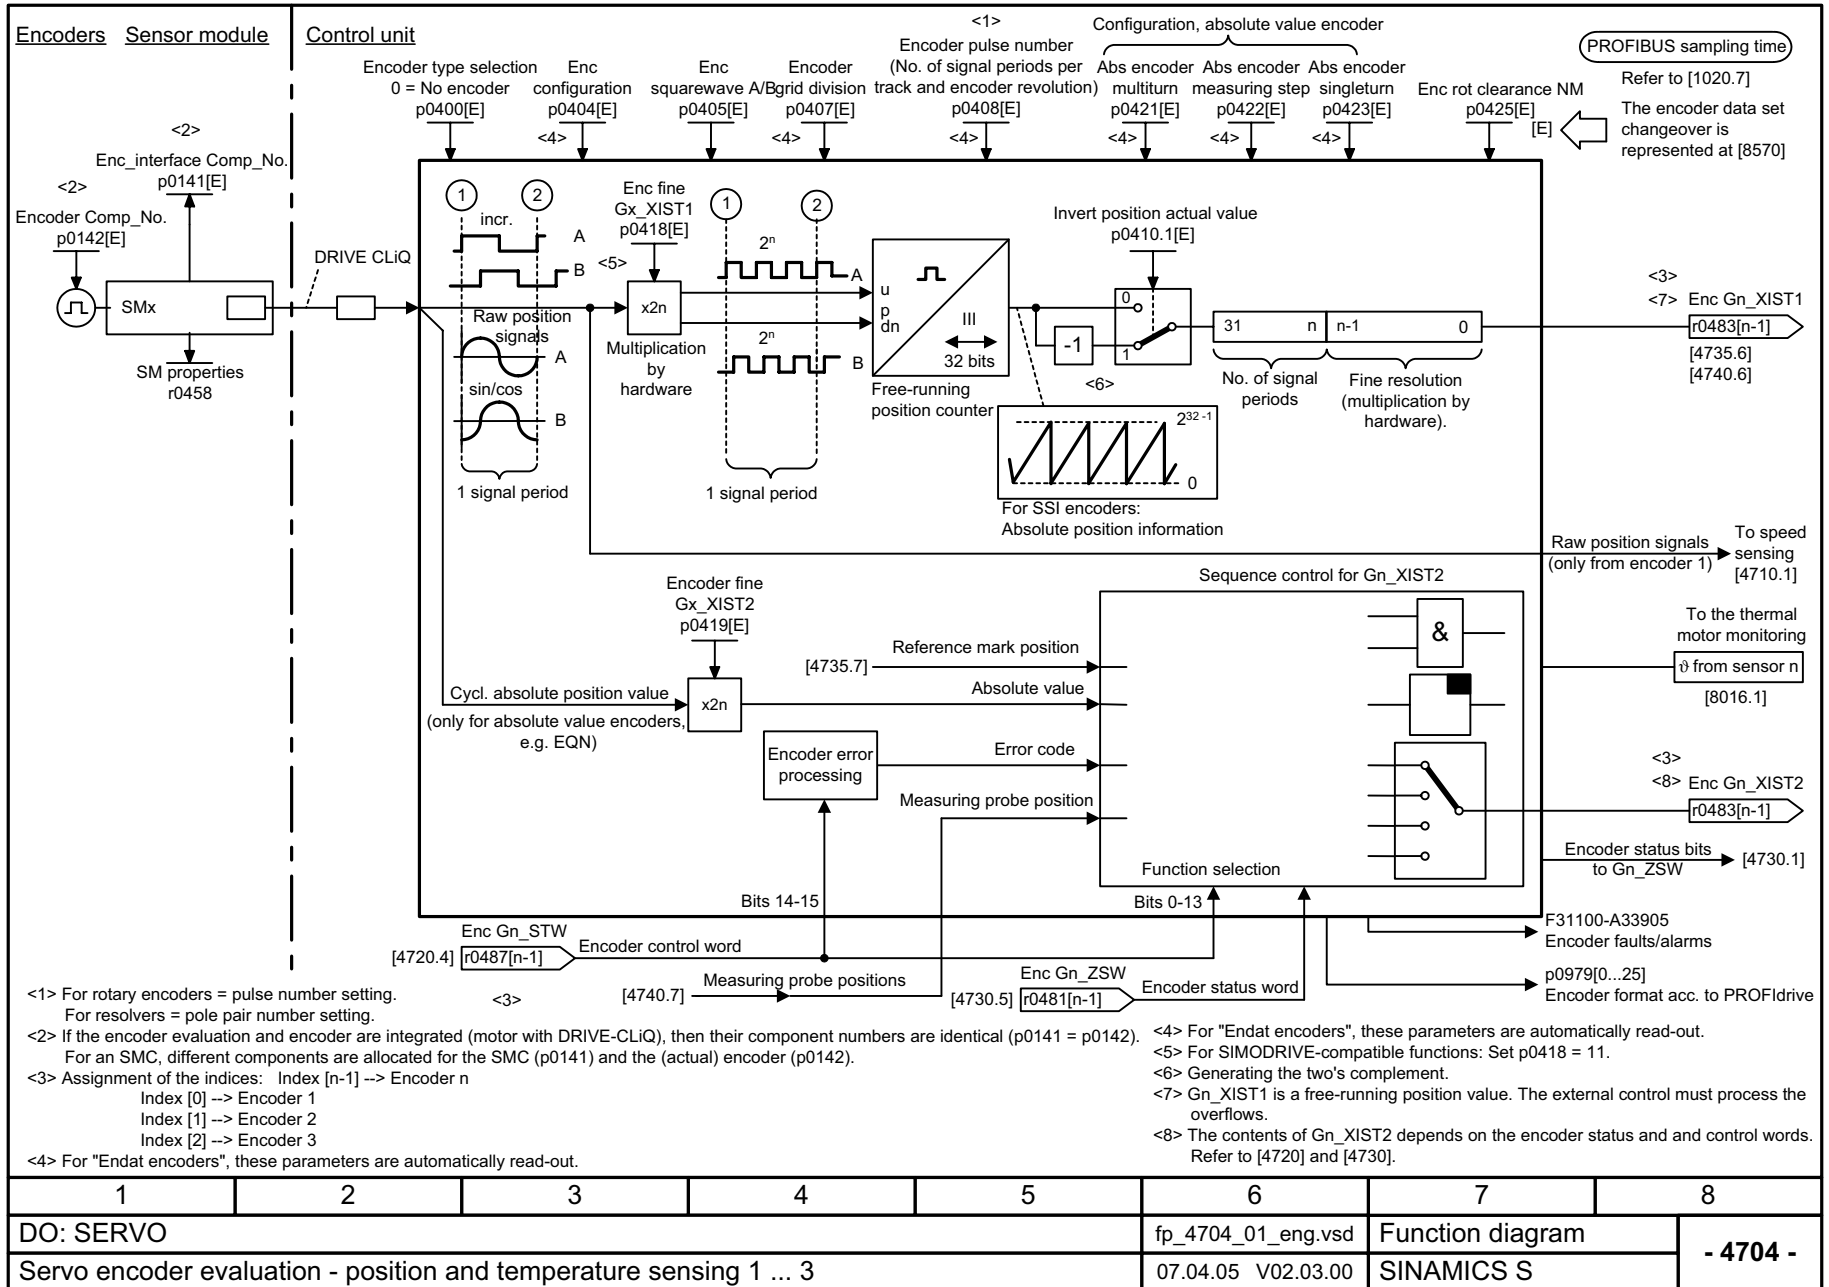 Encoders Sensor module Control unit
Encoder type selection
0 = No encoder
p0400[E]
Enc
configuration
p0404[E]
<4>
Enc
squarewave A/B
p0405[E]
Encoder
grid division
p0407[E]
<4>
<1>
Encoder pulse number
(No. of signal periods per
track and encoder revolution)
p0408[E]
<4>
Configuration, absolute value encoder
Abs encoder
multiturn
p0421[E]
<4>
Abs encoder
measuring step
p0422[E]
<4>
Abs encoder
singleturn
p0423[E]
<4>
Enc rot clearance NM
p0425[E]
[E]
PROFIBUS sampling time
Refer to [1020.7]
The encoder data set
changeover is
represented at [8570]
<2>
Enc_interface Comp_No.
p0141[E]
<2>
Encoder Comp_No.
p0142[E]
SMx
SM properties
r0458
DRIVE CLiQ
1 2
incr.
A
B
Raw position
signals
A
sin/cos
B
1 signal period
<5>
Enc fine
Gx_XIST1
p0418[E]
x2n
Multiplication
by
hardware
1 2
2n
A
2n
B
1 signal period
u
p
dn
III
32 bits
Free-running
position counter
Invert position actual value
p0410.1[E]
0
1
-1
<6>
31 n n-1 0
No. of signal
periods
Fine resolution
(multiplication by
hardware).
232 -1
0
For SSI encoders:
Absolute position information
<3>
<7> Enc Gn_XIST1
r0483[n-1]
[4735.6]
[4740.6]
Raw position signals
(only from encoder 1)
To speed
sensing
[4710.1]
To the thermal
motor monitoring
ϑ from sensor n
[8016.1]
Encoder fine
Gx_XIST2
p0419[E]
x2n
Cycl. absolute position value
(only for absolute value encoders,
e.g. EQN)
Sequence control for Gn_XIST2
[4735.7] Reference mark position
Absolute value
Encoder error
processing
Error code
Measuring probe position
&
Function selection
<3>
<8> Enc Gn_XIST2
r0483[n-1]
Encoder status bits
to Gn_ZSW
[4730.1]
Bits 14-15
Bits 0-13
F31100-A33905
Encoder faults/alarms
p0979[0...25]
Encoder format acc. to PROFIdrive
Enc Gn_STW
[4720.4] r0487[n-1] Encoder control word
<3>
[4740.7] Measuring probe positions
Enc Gn_ZSW
[4730.5] r0481[n-1] Encoder status word
<1> For rotary encoders = pulse number setting.
For resolvers = pole pair number setting.
<2> If the encoder evaluation and encoder are integrated (motor with DRIVE-CLiQ), then their component numbers are identical (p0141 = p0142).
For an SMC, different components are allocated for the SMC (p0141) and the (actual) encoder (p0142).
<3> Assignment of the indices: Index [n-1] --> Encoder n
Index [0] --> Encoder 1
Index [1] --> Encoder 2
Index [2] --> Encoder 3
<4> For "Endat encoders", these parameters are automatically read-out.
<4> For "Endat encoders", these parameters are automatically read-out.
<5> For SIMODRIVE-compatible functions: Set p0418 = 11.
<6> Generating the two's complement.
<7> Gn_XIST1 is a free-running position value. The external control must process the
overflows.
<8> The contents of Gn_XIST2 depends on the encoder status and and control words.
Refer to [4720] and [4730].
1 2 3 4 5 6 7 8
DO: SERVO
fp_4704_01_eng.vsd
Function diagram
- 4704 -
Servo encoder evaluation - position and temperature sensing 1 ... 3
07.04.05 V02.03.00
SINAMICS S